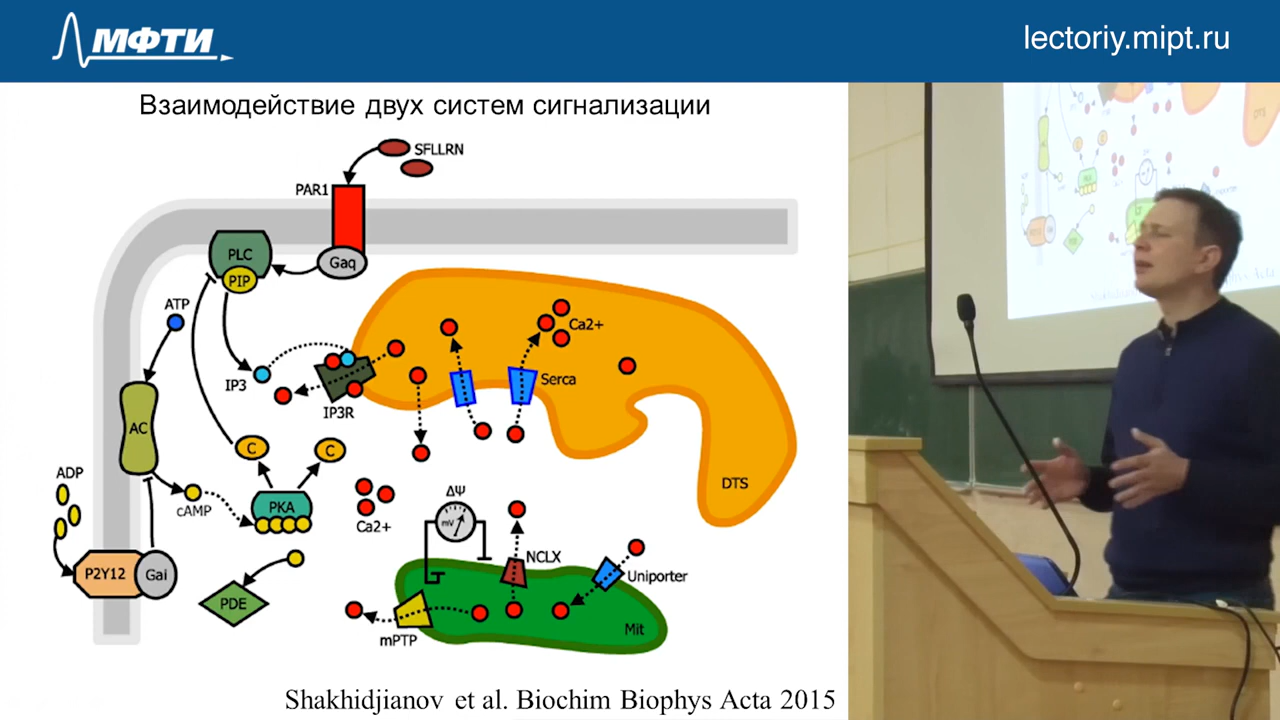 МФТИ
lectoriy.mipt.ru
Взаимодействие двух систем сигнализации
SFLLRN
PAR1
PLC
PIP
Gaq
ATP
IP3
IP3R
Ca2+
Serca
AC
C
C
DTS
ADP
cAMP
PKA
Ca2+
ΔΨ
mV
NCLX
P2Y12
Gai
Uniporter
PDE
mPTP
Mit
Shakhidjianov et al. Biochim Biophys Acta 2015